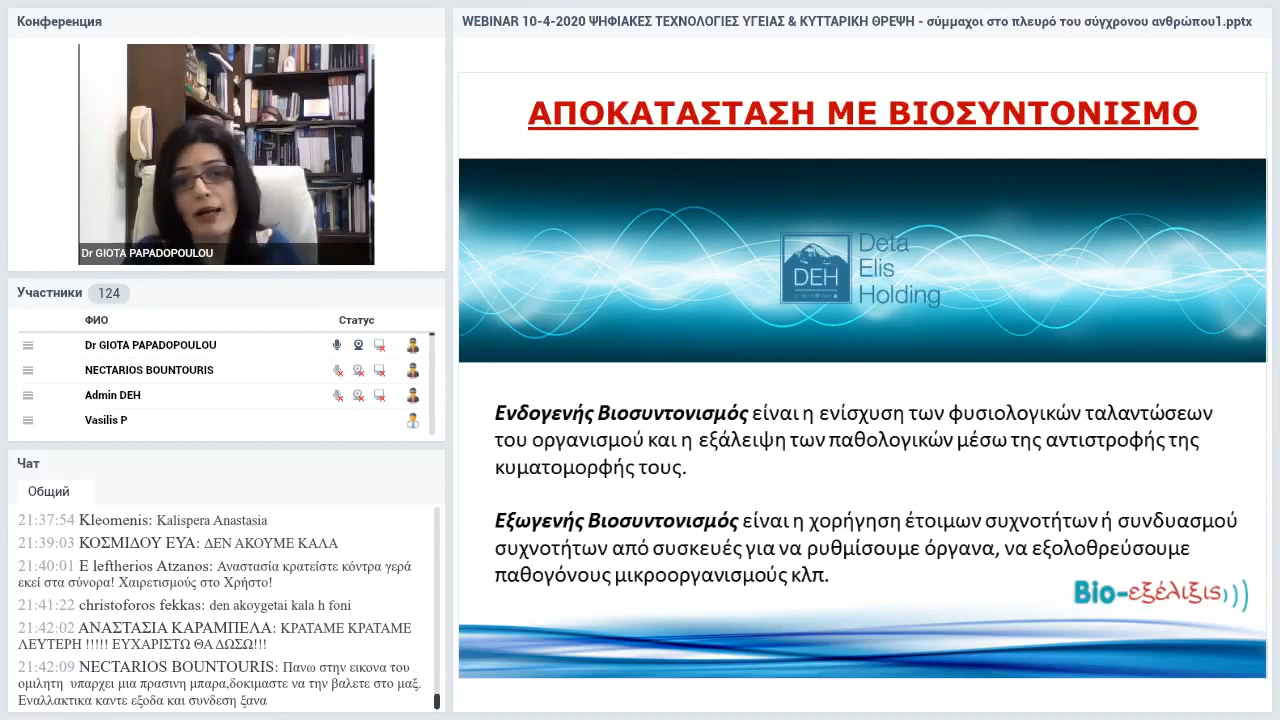 Конференция
Dr GIOTA PAPADOPOULOU
Участники 124
ФИО Статус
Dr GIOTA PAPADOPOULOU
NECTARIOS BOUNTOURIS
Admin DEH
Vasilis P
Чат
Общий
21:37:54 Kleomenis: Kalispera Anastasia
21:39:03 ΚΟΣΜΙΔΟΥ ΕΥΑ: ΔΕΝ ΑΚΟΥΜΕ ΚΑΛΑ
21:40:01 E leftherios Atzanos: Αναστασία κρατείστε κόντρα γερά
εκεί στα σύνορα! Χαιρετισμούς στο Χρήστο!
21:41:22 christoforos fekkas: den akoygetai kala h foni
21:42:02 ΑΝΑΣΤΑΣΙΑ ΚΑΡΑΜΠΕΛΑ: ΚΡΑΤΑΜΕ ΚΡΑΤΑΜΕ
ΛΕΥΤΕΡΗ !!!!! ΕΥΧΑΡΙΣΤΩ ΘΑ ΔΩΣΩ!!!
21:42:09 NECTARIOS BOUNTOURIS: Πανω στην εικονα του
ομιλητη υπαρχει μια πρασινη μπαρα,δοκιμαστε να την βαλετε στο μαξ.
Εναλλακτικα καντε εξοδα και συνδεση ξανα
WEBINAR 10-4-2020 ΨΗΦΙΑΚΕΣ ΤΕΧΝΟΛΟΓΙΕΣ ΥΓΕΙΑΣ & ΚΥΤΤΑΡΙΚΗ ΘΡΕΨΗ - σύμμαχοι στο πλευρό του σύγχρονου ανθρώπου1.pptx
ΑΠΟΚΑΤΑΣΤΑΣΗ ΜΕ ΒΙΟΣΥΝΤΟΝΙΣΜΟ
DEH
Deta
Elis
Holding
Ενδογενής Βιοσυντονισμός είναι η ενίσχυση των φυσιολογικών ταλαντώσεων
του οργανισμού και η εξάλειψη των παθολογικών μέσω της αντιστροφής της
κυματομορφής τους.
Εξωγενής Βιοσυντονισμός είναι η χορήγηση έτοιμων συχνοτήτων ή συνδυασμού
συχνοτήτων από συσκευές για να ρυθμίσουμε όργανα, να εξολοθρεύσουμε
παθογόνους μικροοργανισμούς κλπ.
Bio-εξέλιξις